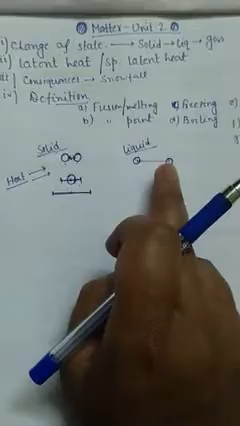 Matter - Unit 2
i) Change of state → Solid → Liq → gas
ii) latent heat / sp. latent heat
iii) Consequences → Snowfall
iv) Definition
a) Fusion/melting c) Freezing e)
b) " point d) Boiling f)
Solid Liquid
Heat